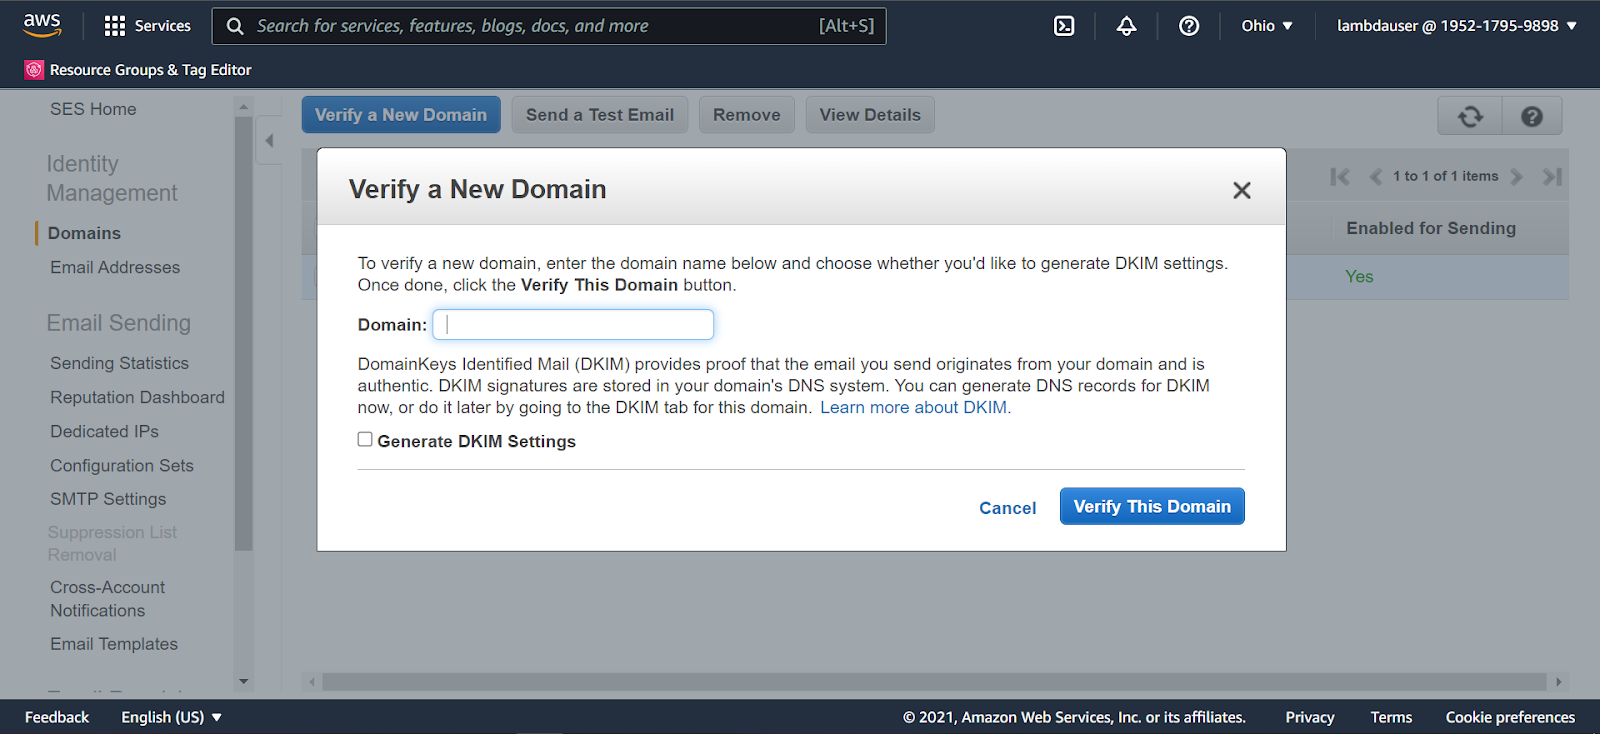 aws
Services
Search for services, features, blogs, docs, and more
[Alt+S]
Ohio ▼
lambdauser @ 1952-1795-9898 ▼
Resource Groups & Tag Editor
SES Home
Identity
Management
Domains
Email Addresses
Email Sending
Sending Statistics
Reputation Dashboard
Dedicated IPs
Configuration Sets
SMTP Settings
Suppression List
Removal
Cross-Account
Notifications
Email Templates
Verify a New Domain
Send a Test Email
Remove
View Details
1 to 1 of 1 items
Enabled for Sending
Yes
Verify a New Domain
To verify a new domain, enter the domain name below and choose whether you'd like to generate DKIM settings.
Once done, click the Verify This Domain button.
Domain:
DomainKeys Identified Mail (DKIM) provides proof that the email you send originates from your domain and is
authentic. DKIM signatures are stored in your domain's DNS system. You can generate DNS records for DKIM
now, or do it later by going to the DKIM tab for this domain. Learn more about DKIM.
Generate DKIM Settings
Cancel
Verify This Domain
Feedback
English (US) ▼
© 2021, Amazon Web Services, Inc. or its affiliates.
Privacy
Terms
Cookie preferences